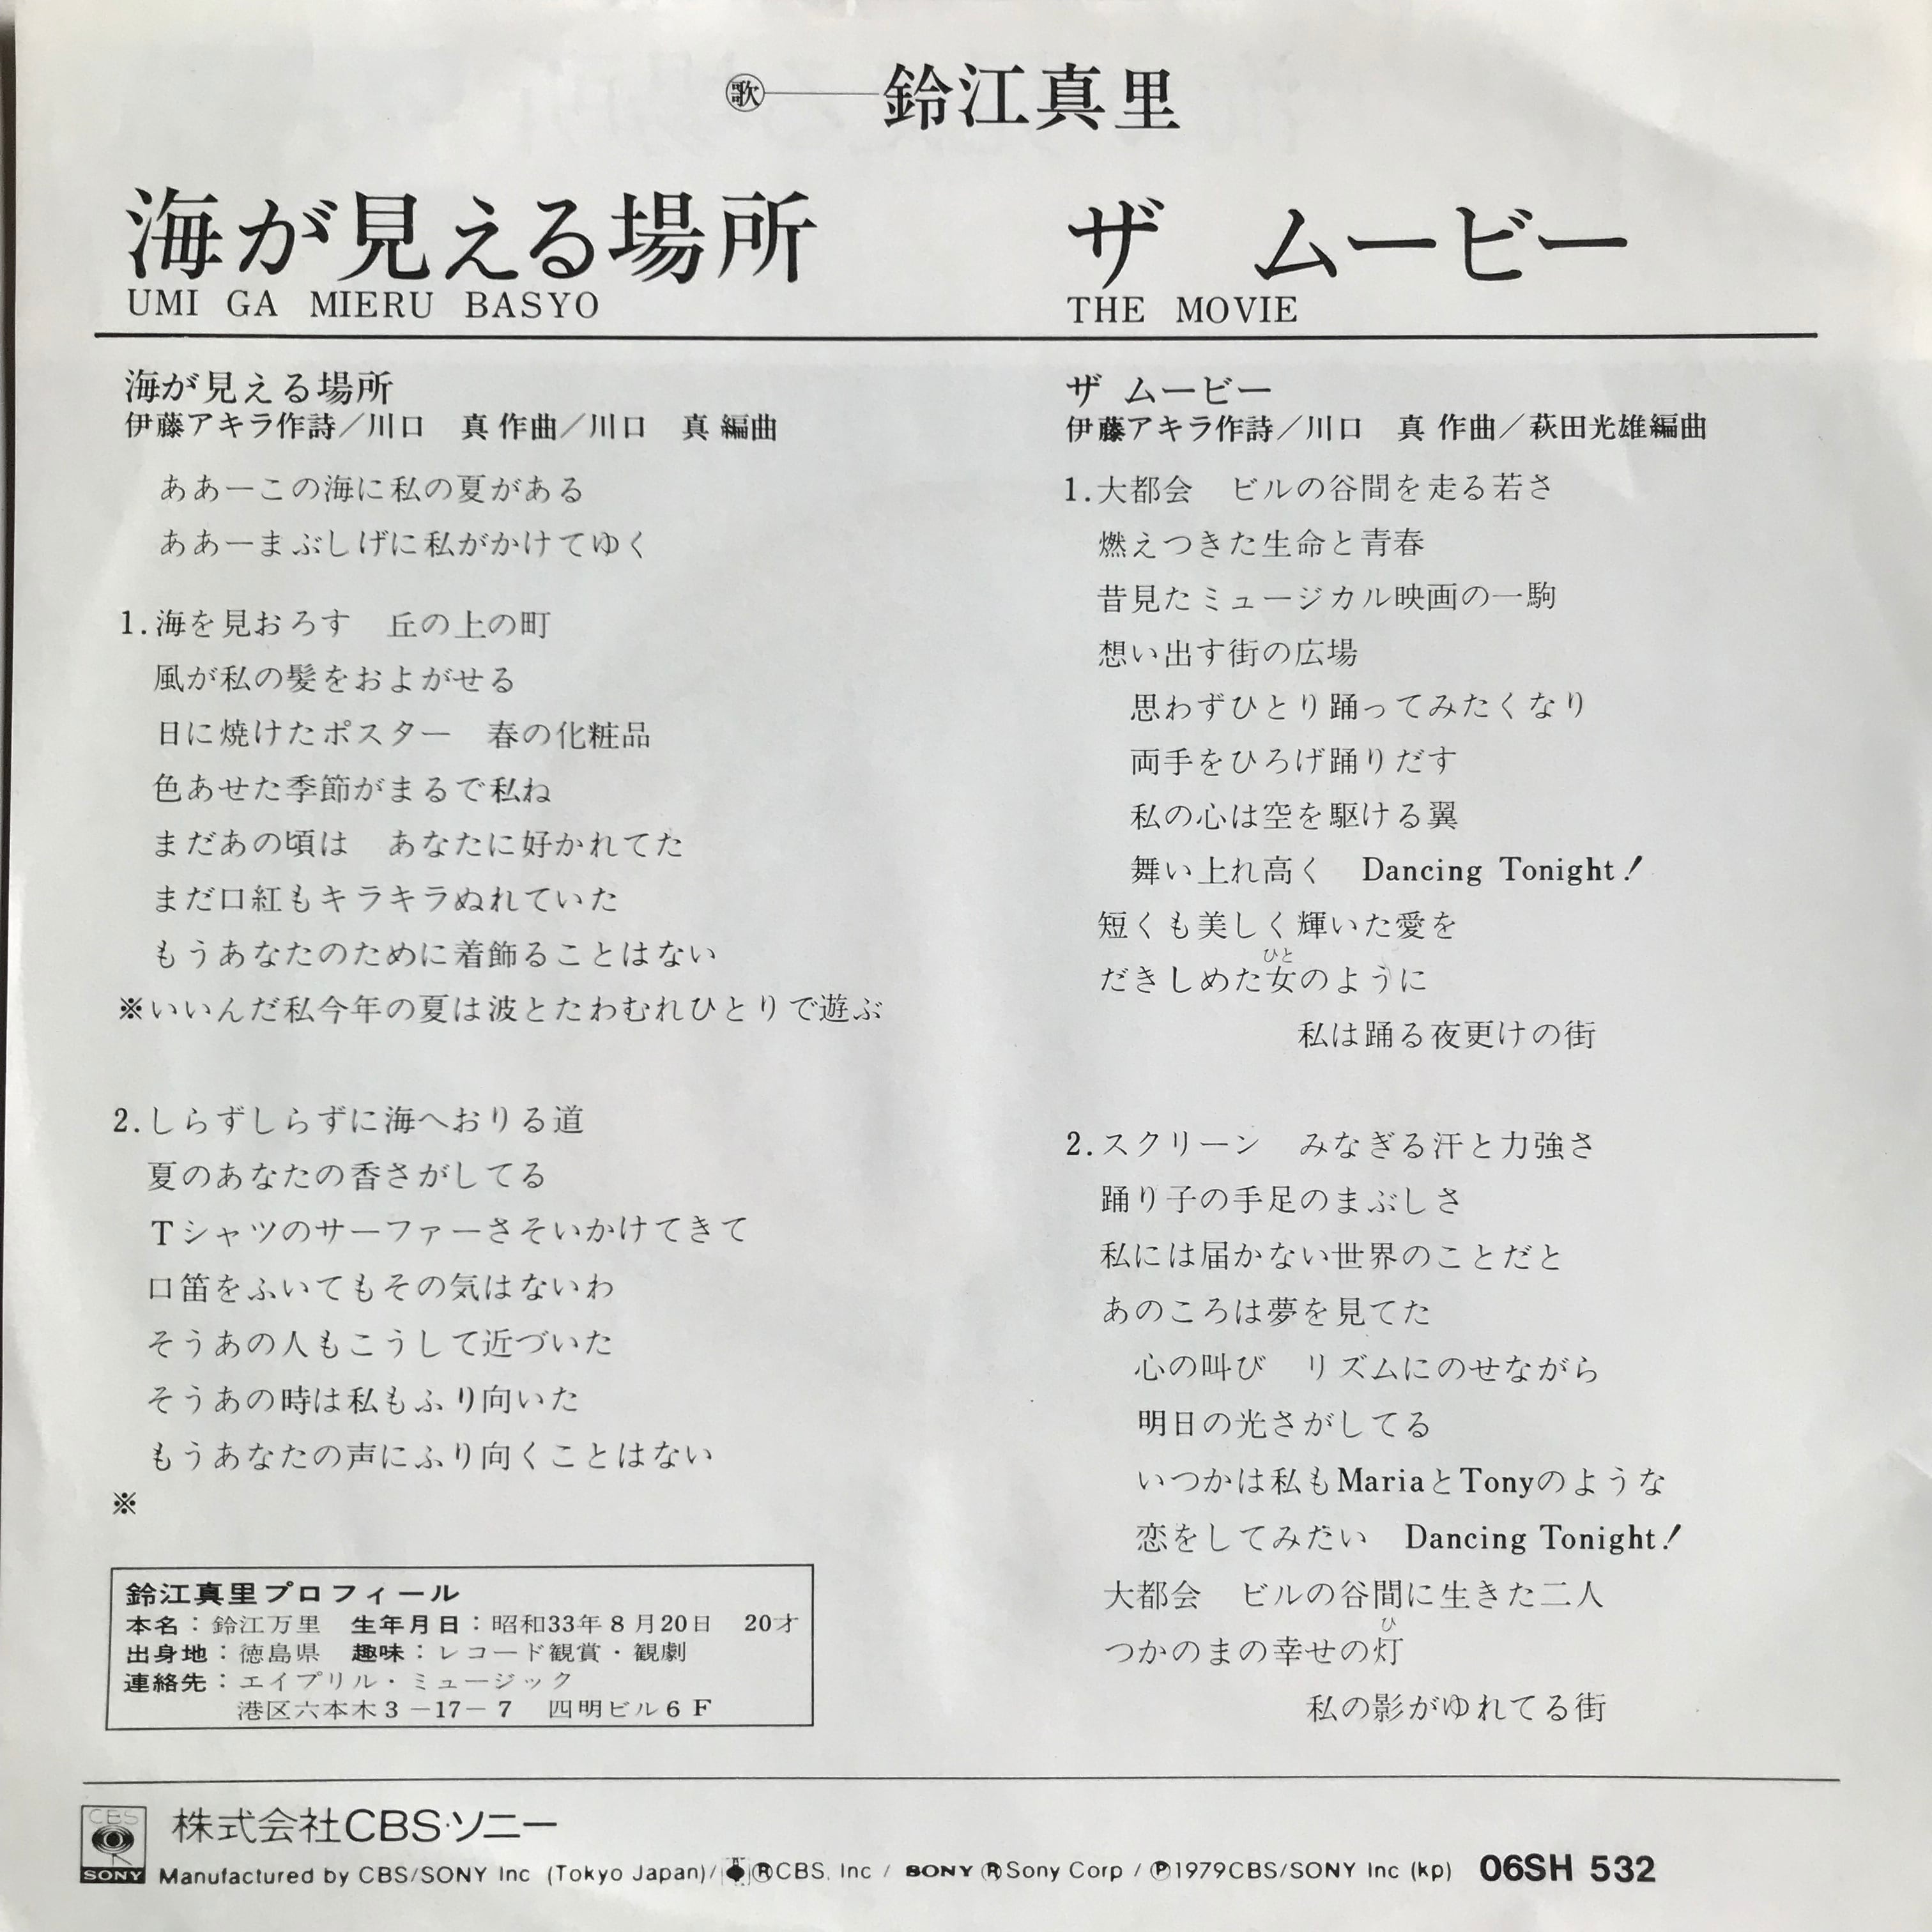 歌 鈴江真里
海が見える場所
UMI GA MIERU BASYO
海が見える場所
伊藤アキラ作詩／川口　真 作曲／川口　真 編曲
ああーこの海に私の夏がある
ああーまぶしげに私がかけてゆく
1.海を見おろす　丘の上の町
風が私の髪をおよがせる
日に焼けたポスター　春の化粧品
色あせた季節がまるで私ね
まだあの頃は　あなたに好かれてた
まだ口紅もキラキラぬれていた
もうあなたのために着飾ることはない
※いいんだ私今年の夏は波とたわむれひとりで遊ぶ
2.しらずしらずに海へおりる道
夏のあなたの香さがしてる
Tシャツのサーファーさそいかけてきて
口笛をふいてもその気はないわ
そうあの人もこうして近づいた
そうあの時は私もふり向いた
もうあなたの声にふり向くことはない
※
鈴江真里プロフィール
本名：鈴江万里　生年月日：昭和33年8月20日　20才
出身地：徳島県　趣味：レコード観賞・観劇
連絡先：エイプリル・ミュージック
港区六本木3－17－7　四明ビル6F
ザ　ムービー
THE MOVIE
ザ ムービー
伊藤アキラ作詩／川口　真 作曲／萩田光雄編曲
1.大都会　ビルの谷間を走る若さ
燃えつきた生命と青春
昔見たミュージカル映画の一駒
想い出す街の広場
思わずひとり踊ってみたくなり
両手をひろげ踊りだす
私の心は空を駆ける翼
舞い上れ高く　Dancing Tonight！
短くも美しく輝いた愛を
ひと
だきしめた女のように
私は踊る夜更けの街
2.スクリーン　みなぎる汗と力強さ
踊り子の手足のまぶしさ
私には届かない世界のことだと
あのころは夢を見てた
心の叫び　リズムにのせながら
明日の光さがしてる
いつかは私もMariaとTonyのような
恋をしてみたい　Dancing Tonight！
大都会　ビルの谷間に生きた二人
ひ
つかのまの幸せの灯
私の影がゆれてる街
CBS
SONY
株式会社CBS・ソニー
Manufactured by CBS/SONY Inc (Tokyo Japan)/ ®CBS, Inc / SONY ®Sony Corp / ℗1979CBS/SONY Inc (kp) 06SH 532